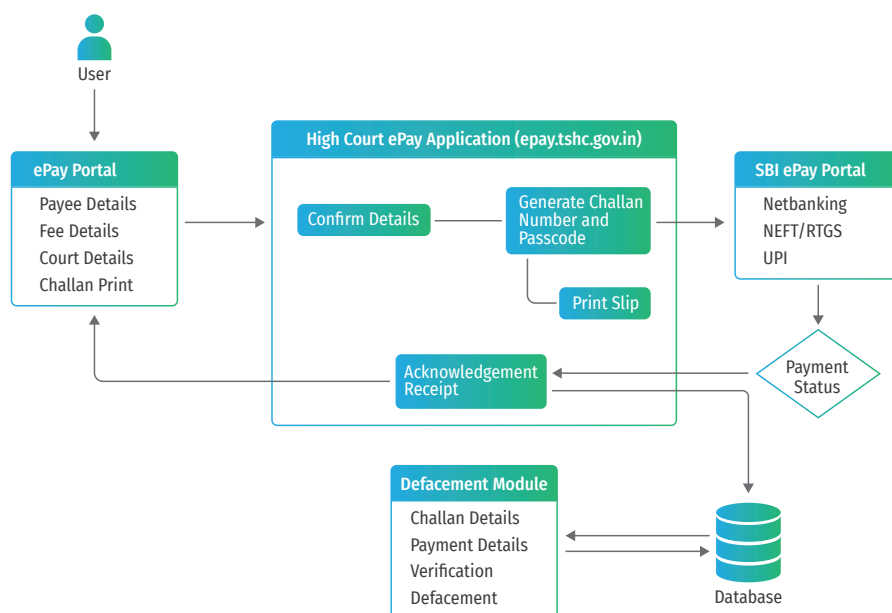 User
ePay Portal
Payee Details
Fee Details
Court Details
Challan Print
High Court ePay Application (epay.tshc.gov.in)
Confirm Details
Generate Challan
Number and
Passcode
Print Slip
Acknowledgement
Receipt
SBI ePay Portal
Netbanking
NEFT/RTGS
UPI
Payment
Status
Defacement Module
Challan Details
Payment Details
Verification
Defacement
Database